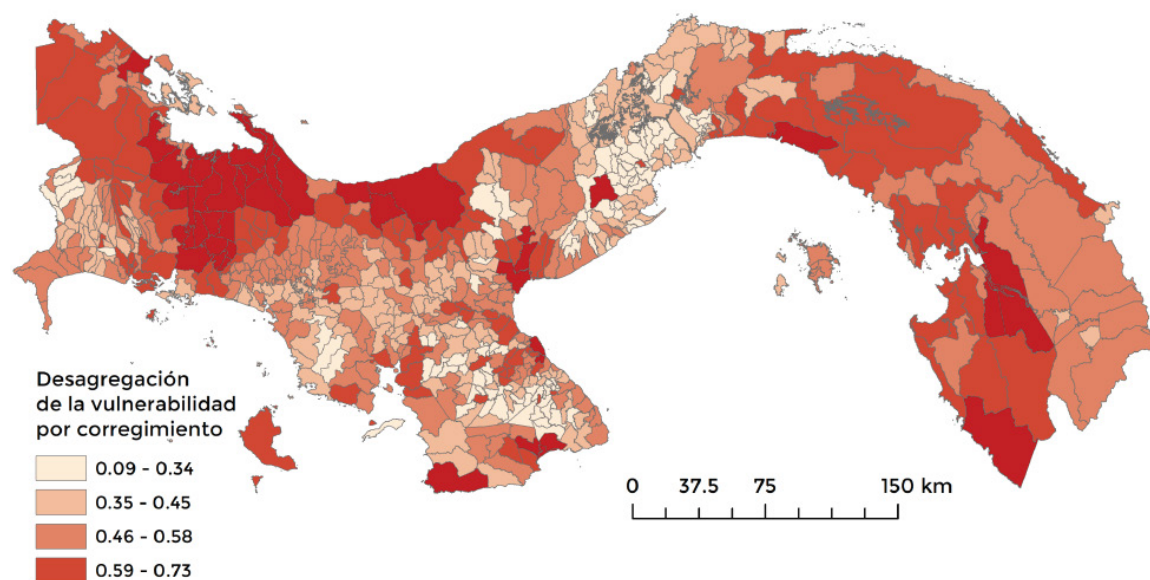 Desagregación
de la vulnerabilidad
por corregimiento
0.09 - 0.34
0.35 - 0.45
0.46 - 0.58
0.59 - 0.73
0 37.5 75 150 km